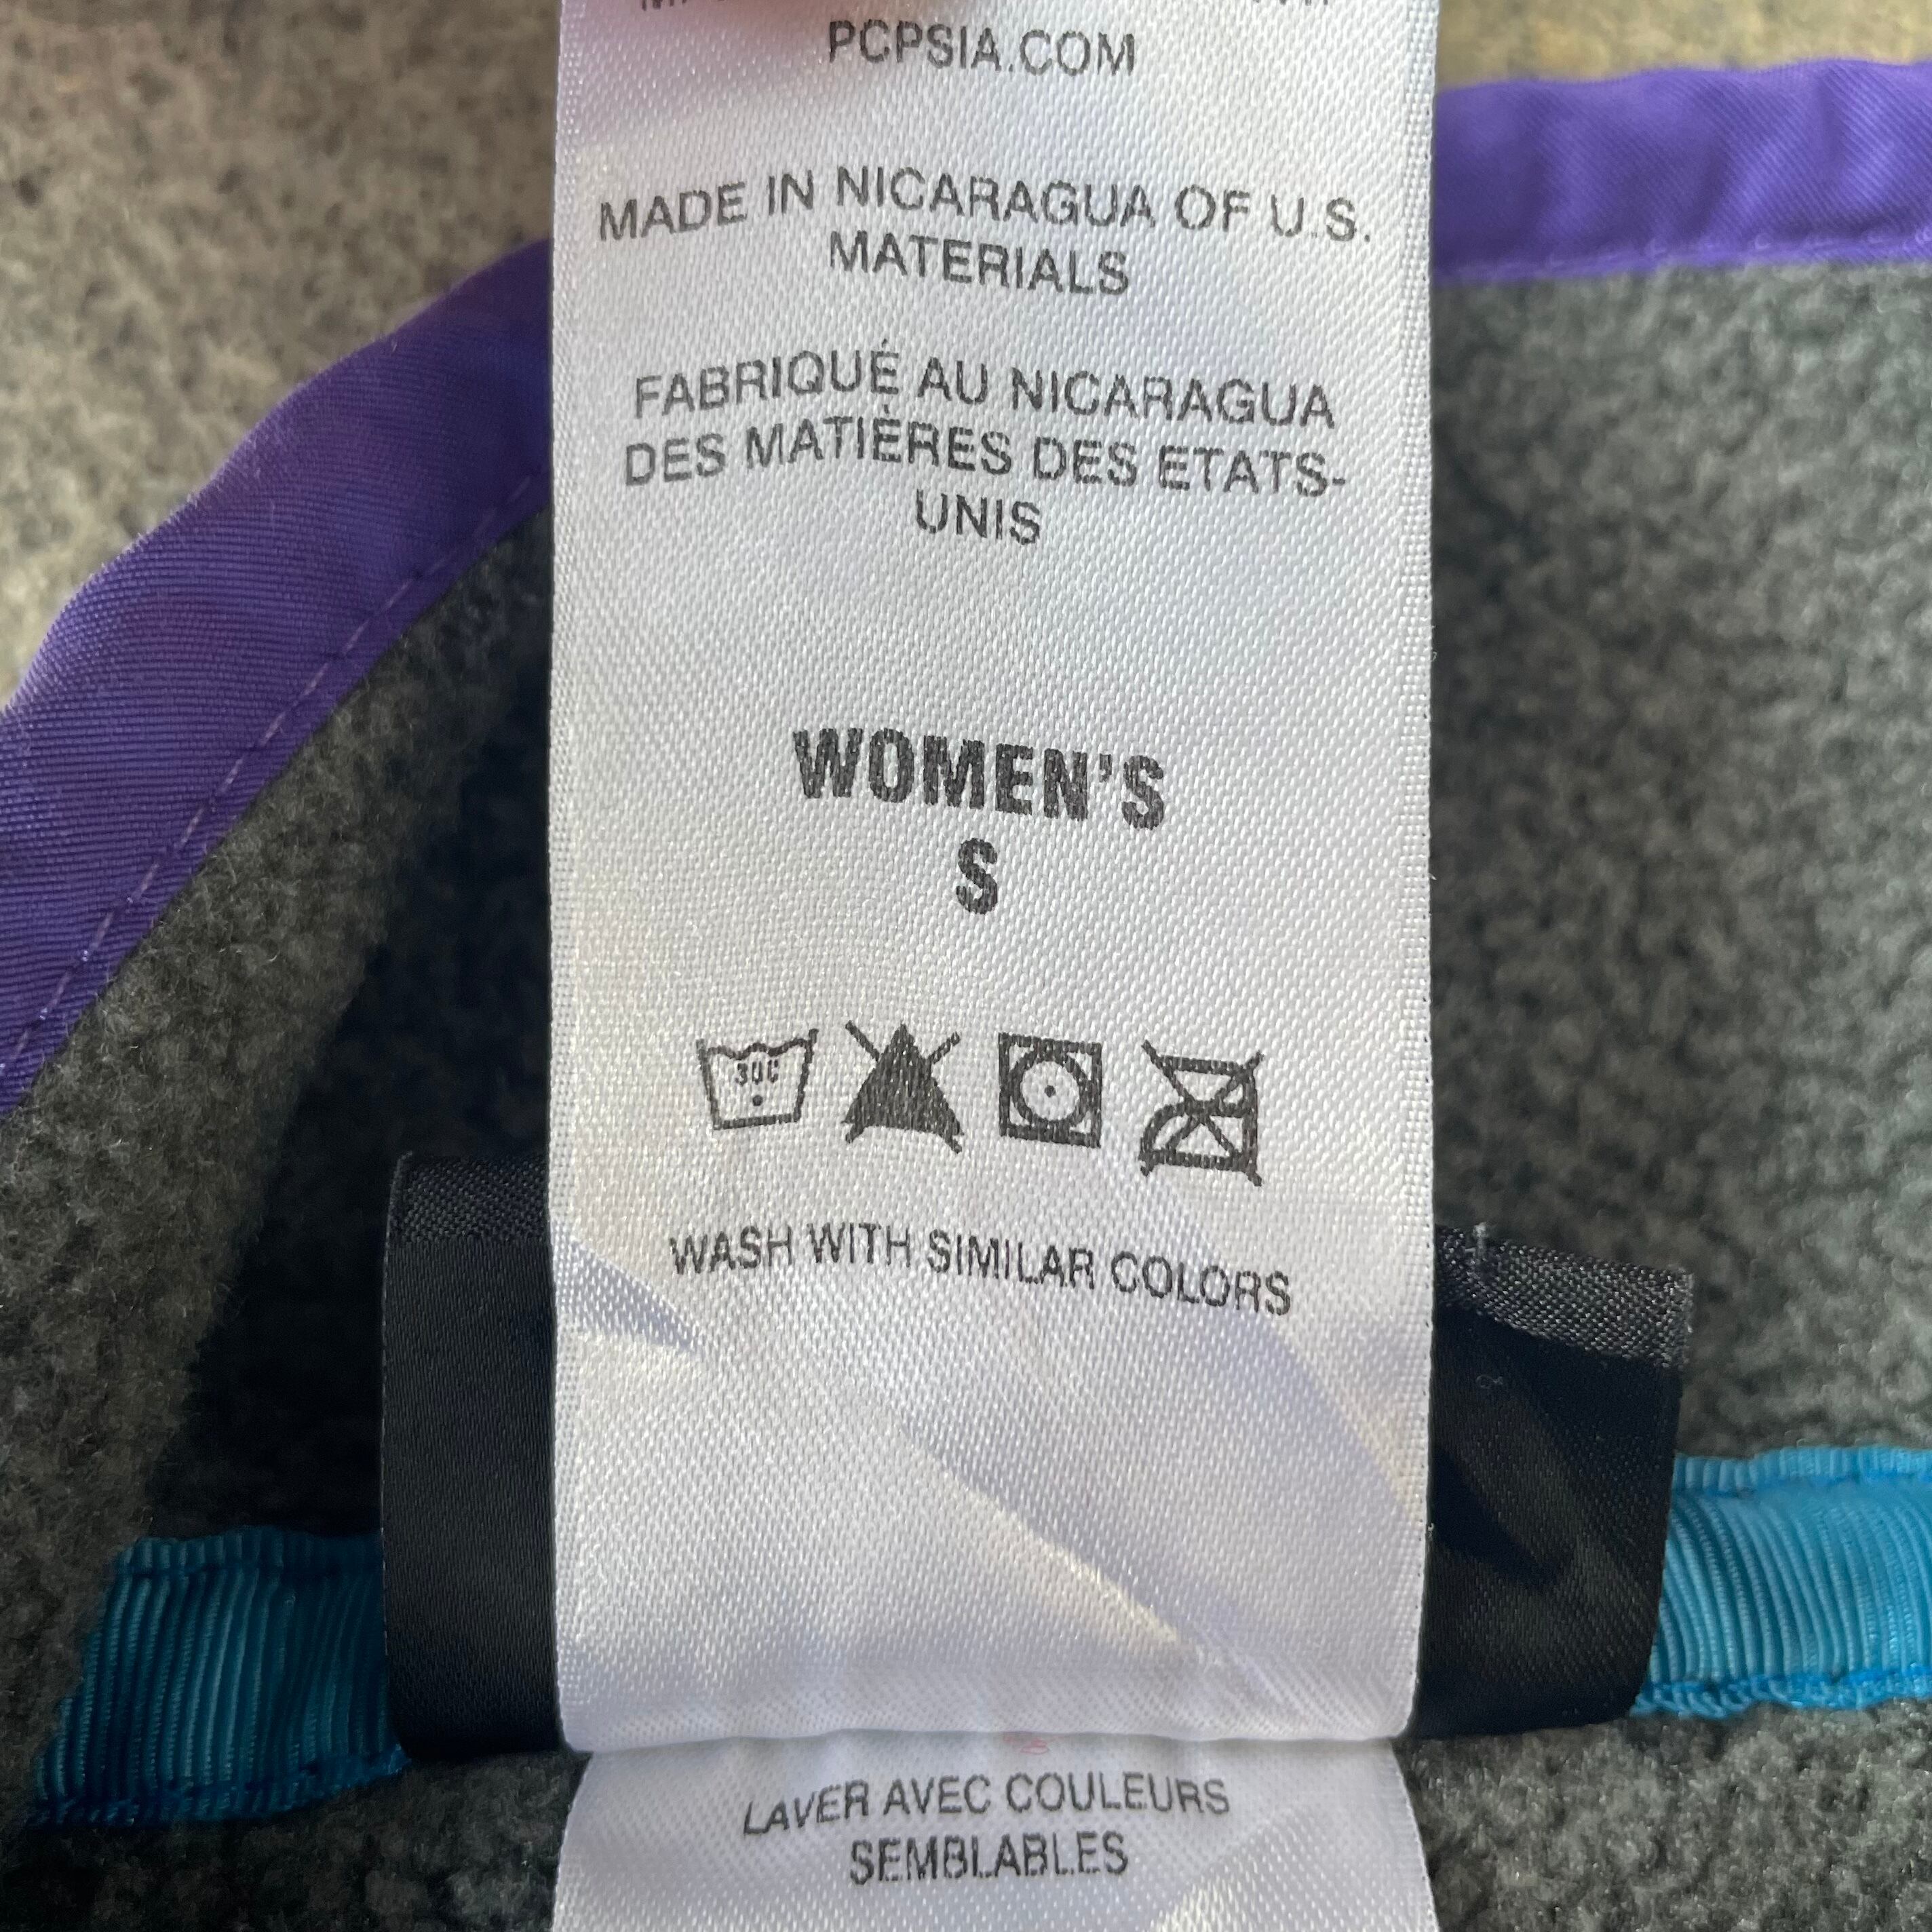 PCPSIA.COM
MADE IN NICARAGUA OF U.S.
MATERIALS
FABRIQUÉ AU NICARAGUA
DES MATIÈRES DES ETATS-
UNIS
WOMEN'S
S
30C
WASH WITH SIMILAR COLORS
LAVER AVEC COULEURS
SEMBLABLES